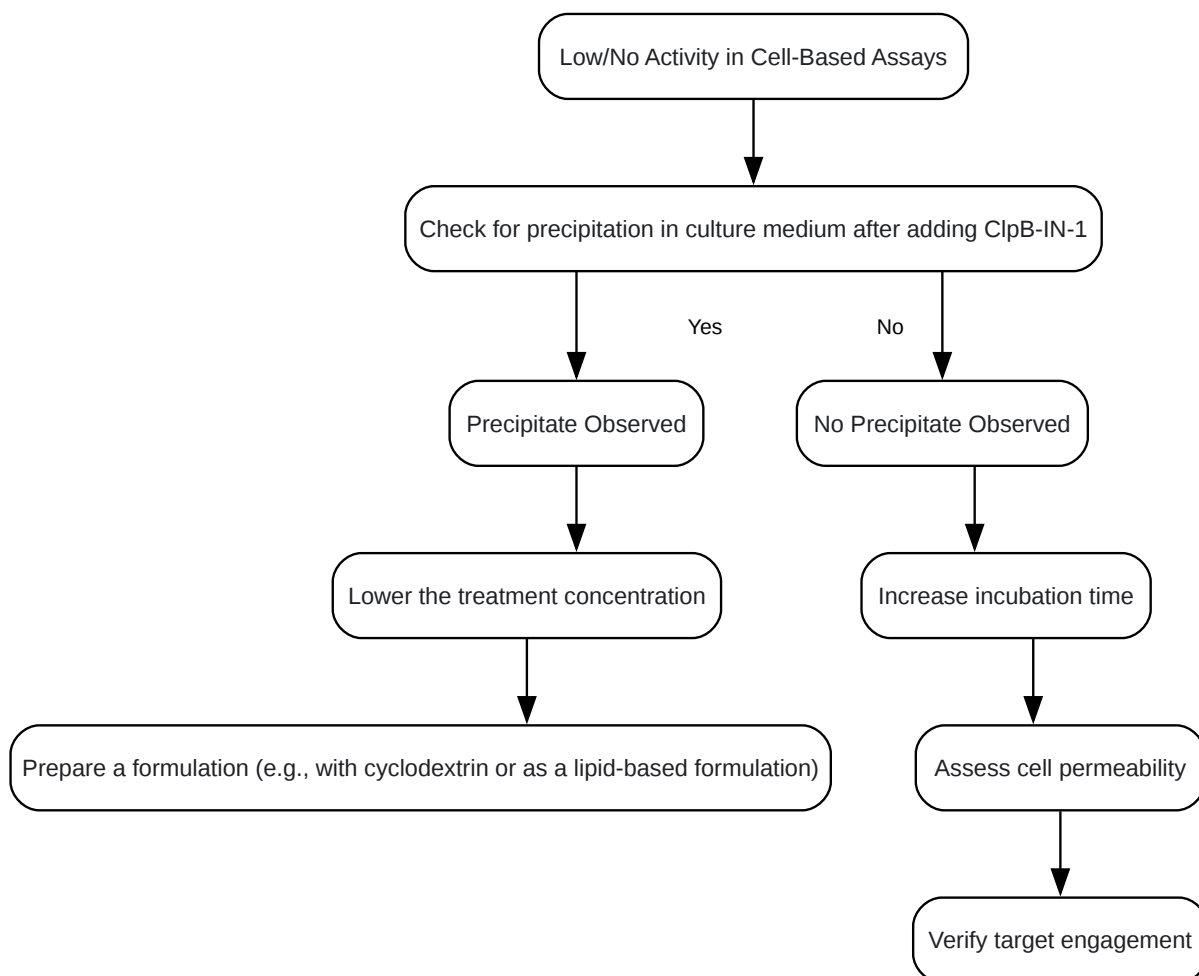 Low/No Activity in Cell-Based Assays
Check for precipitation in culture medium after adding ClpB-IN-1
Yes
No
Precipitate Observed
No Precipitate Observed
Lower the treatment concentration
Increase incubation time
Prepare a formulation (e.g., with cyclodextrin or as a lipid-based formulation)
Assess cell permeability
Verify target engagement